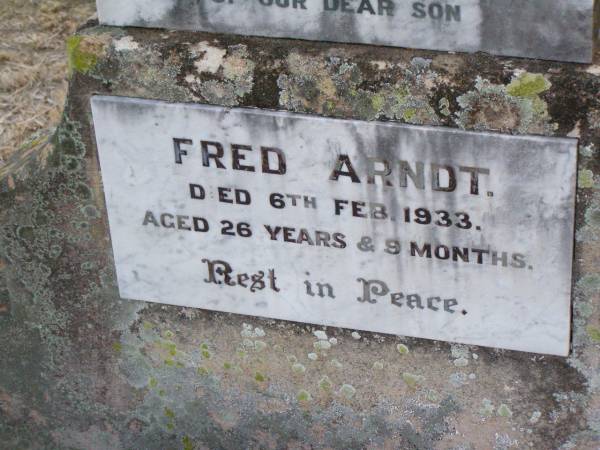 OUR DEAR SON
FRED ARNDT.
DIED 6TH FEB. 1933.
AGED 26 YEARS & 9 MONTHS.
Rest in Peace.